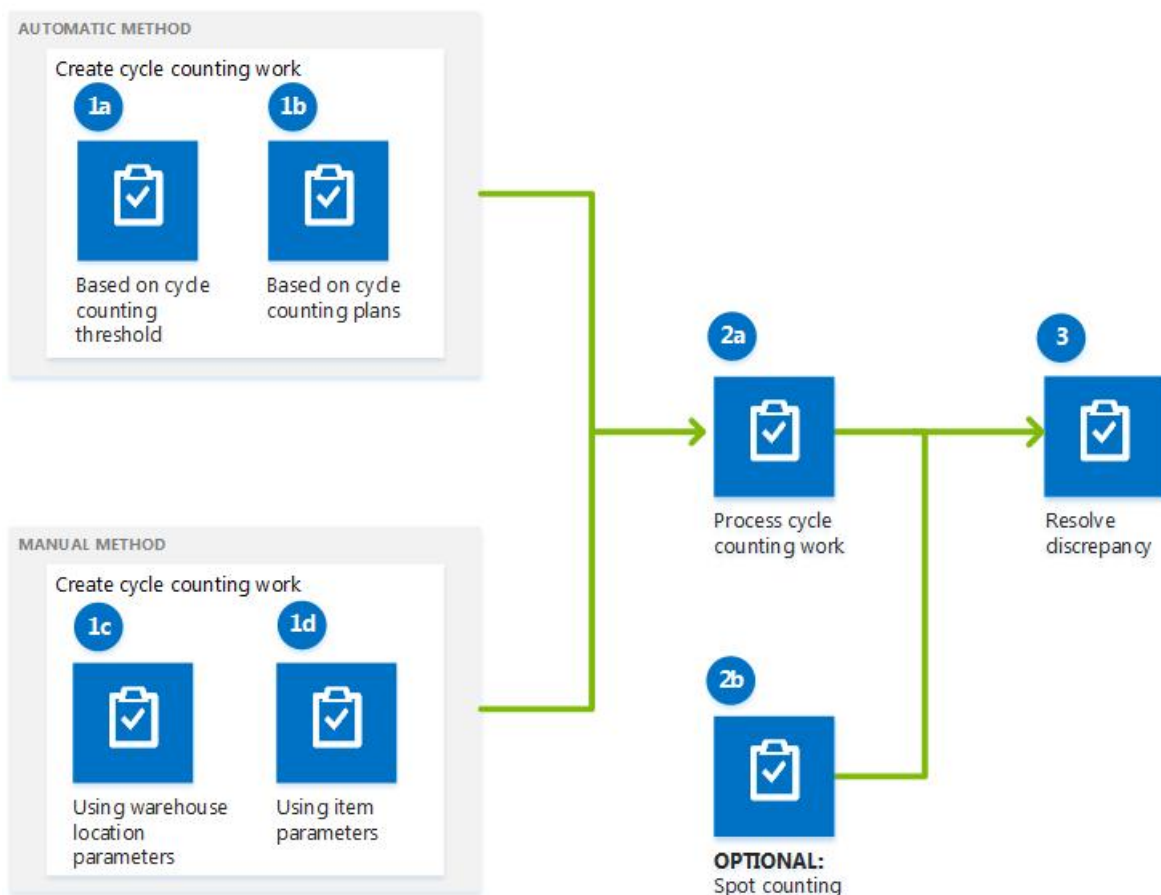 AUTOMATIC METHOD
Create cycle counting work
1a
1b
Based on cycle
counting
threshold
Based on cycle
counting plans
2a
Process cycle
counting work
3
Resolve
discrepancy
MANUAL METHOD
Create cycle counting work
1c
1d
Using warehouse
location
parameters
Using item
parameters
2b
OPTIONAL:
Spot counting